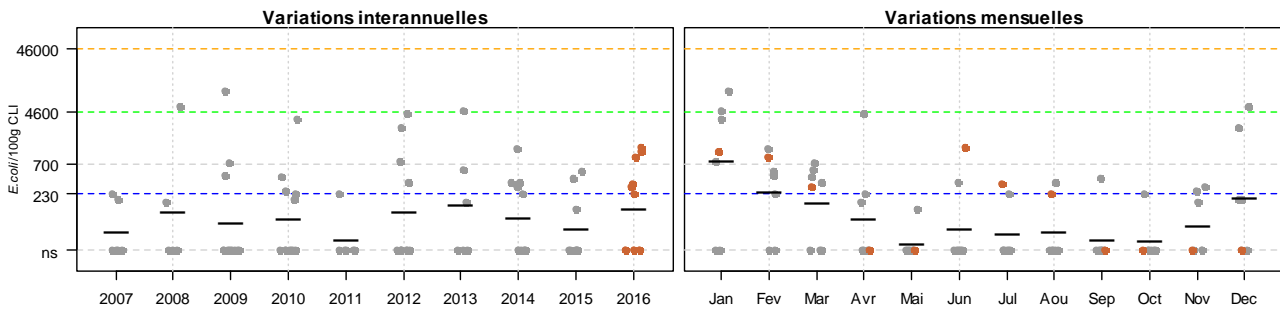 Variations interannuelles
Variations mensuelles
E.coli/100g CLI
46000
4600
700
230
ns
2007 2008 2009 2010 2011 2012 2013 2014 2015 2016
Jan Fev Mar Avr Mai Jun Jul Aou Sep Oct Nov Dec